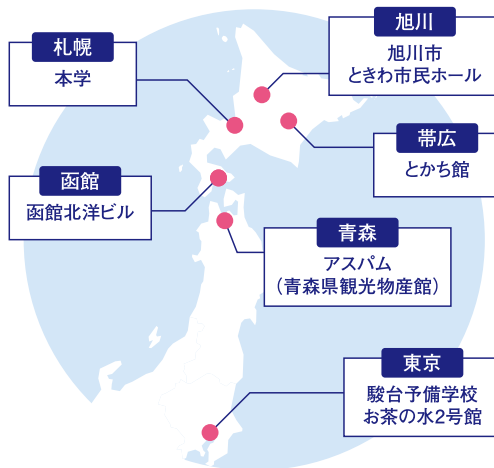 札幌
本学
旭川
旭川市
ときわ市民ホール
帯広
とかち館
函館
函館北洋ビル
青森
アスパム
（青森県観光物産館）
東京
駿台予備学校
お茶の水2号館